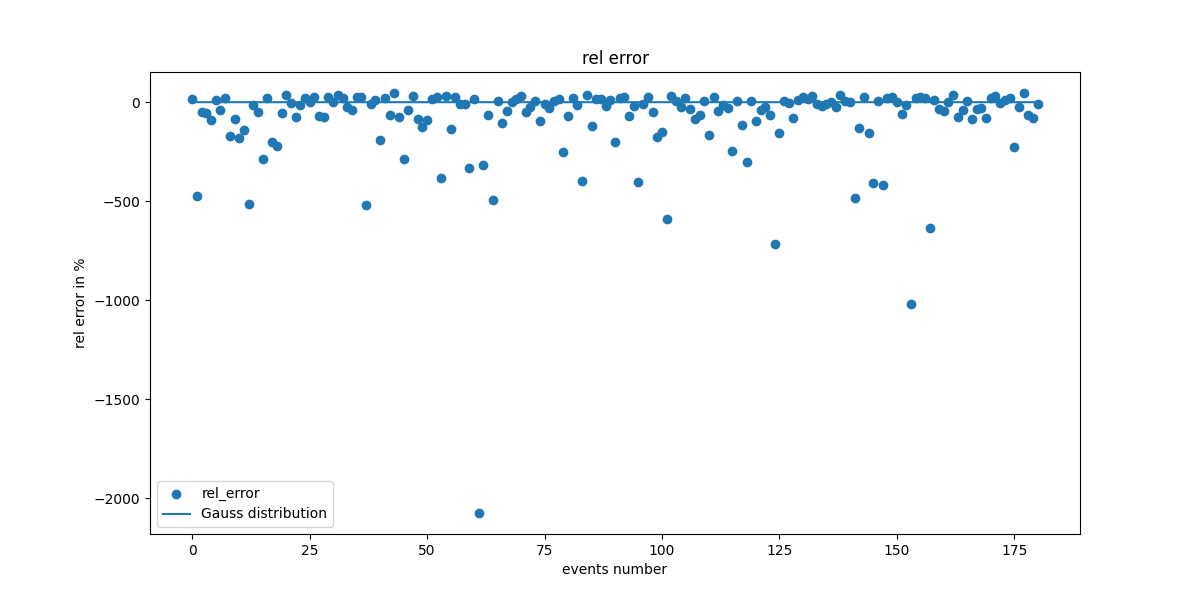 rel error
0
−500
−1000
−1500
−2000
rel error in %
rel_error
Gauss distribution
0 25 50 75 100 125 150 175
events number